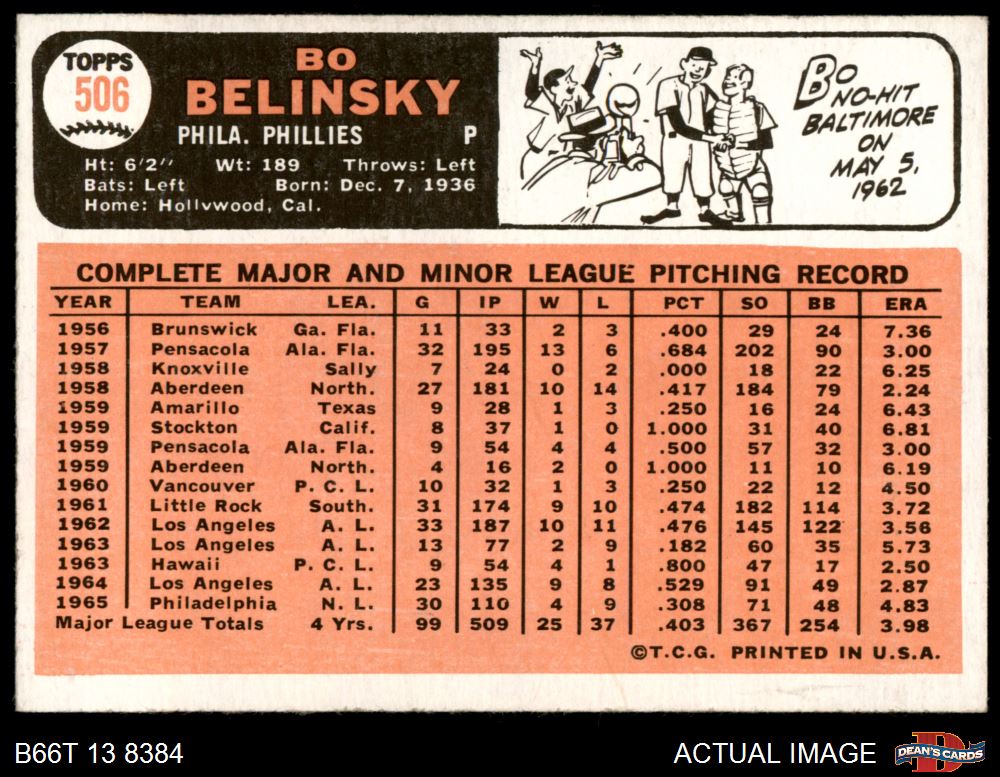 TOPPS
506
BO
BELINSKY
PHILA. PHILLIES P
Ht: 6'2" Wt: 189 Throws: Left
Bats: Left Born: Dec. 7, 1936
Home: Hollywood, Cal.
BO
NO-HIT
BALTIMORE
ON
MAY 5,
1962
COMPLETE MAJOR AND MINOR LEAGUE PITCHING RECORD
YEAR TEAM LEA. G IP W L PCT SO BB ERA
1956 Brunswick Ga. Fla. 11 33 2 3 .400 29 24 7.36
1957 Pensacola Ala. Fla. 32 195 13 6 .684 202 90 3.00
1958 Knoxville Sally 7 24 0 2 .000 18 22 6.25
1958 Aberdeen North. 27 181 10 14 .417 184 79 2.24
1959 Amarillo Texas 9 28 1 3 .250 16 24 6.43
1959 Stockton Calif. 8 37 1 0 1.000 31 40 6.81
1959 Pensacola Ala. Fla. 9 54 4 4 .500 57 32 3.00
1959 Aberdeen North. 4 16 2 0 1.000 11 10 6.19
1960 Vancouver P. C. L. 10 32 1 3 .250 22 12 4.50
1961 Little Rock South. 31 174 9 10 .474 182 114 3.72
1962 Los Angeles A. L. 33 187 10 11 .476 145 122 3.56
1963 Los Angeles A. L. 13 77 2 9 .182 60 35 5.73
1963 Hawaii P. C. L. 9 54 4 1 .800 47 17 2.50
1964 Los Angeles A. L. 23 135 9 8 .529 91 49 2.87
1965 Philadelphia N. L. 30 110 4 9 .308 71 48 4.83
Major League Totals 4 Yrs. 99 509 25 37 .403 367 254 3.98
©T.C.G. PRINTED IN U.S.A.
B66T 13 8384
ACTUAL IMAGE
D
DEAN'S CARDS